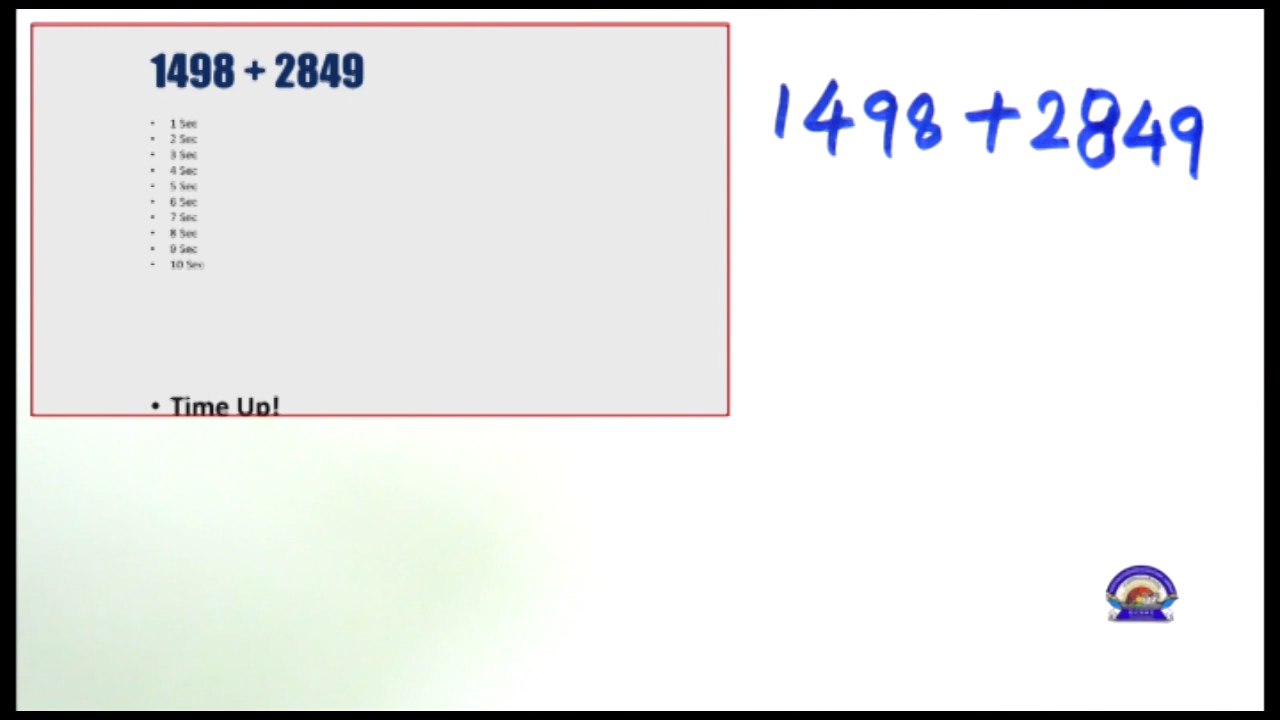 1498 + 2849
• 1 Sec
• 2 Sec
• 3 Sec
• 4 Sec
• 5 Sec
• 6 Sec
• 7 Sec
• 8 Sec
• 9 Sec
• 10 Sec
• Time Up!
1498 + 2849